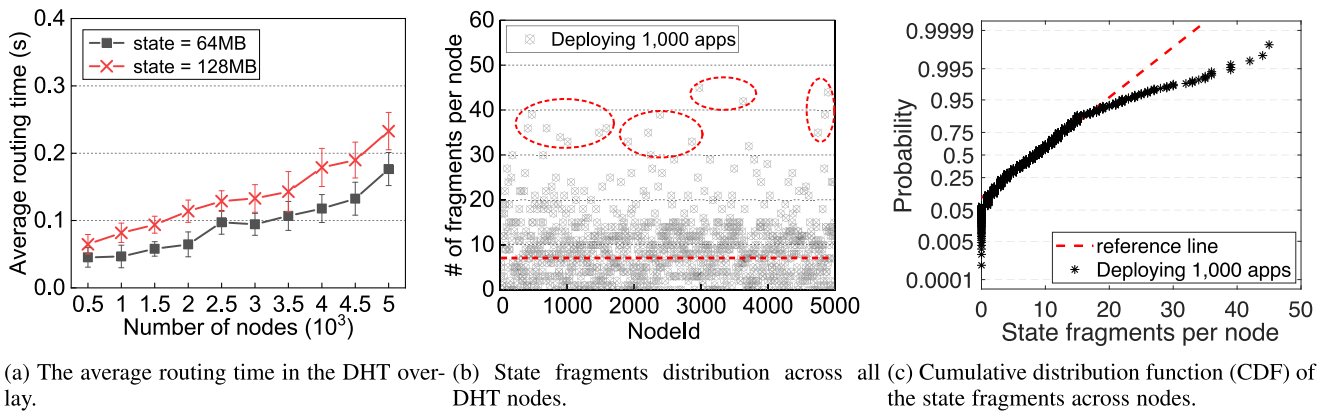 0.4
0.3
0.2
0.1
0.0
Average routing time (s)
state = 64MB
state = 128MB
0.5 1 1.5 2 2.5 3 3.5 4 4.5 5
Number of nodes (10³)
60
50
40
30
20
10
0
# of fragments per node
Deploying 1,000 apps
0 1000 2000 3000 4000 5000
NodeId
0.9999
0.995
0.95
0.75
0.5
0.25
0.05
0.005
0.0001
Probability
reference line
Deploying 1,000 apps
0 10 20 30 40 50
State fragments per node
(a) The average routing time in the DHT over-
lay.
(b) State fragments distribution across all
DHT nodes.
(c) Cumulative distribution function (CDF) of
the state fragments across nodes.